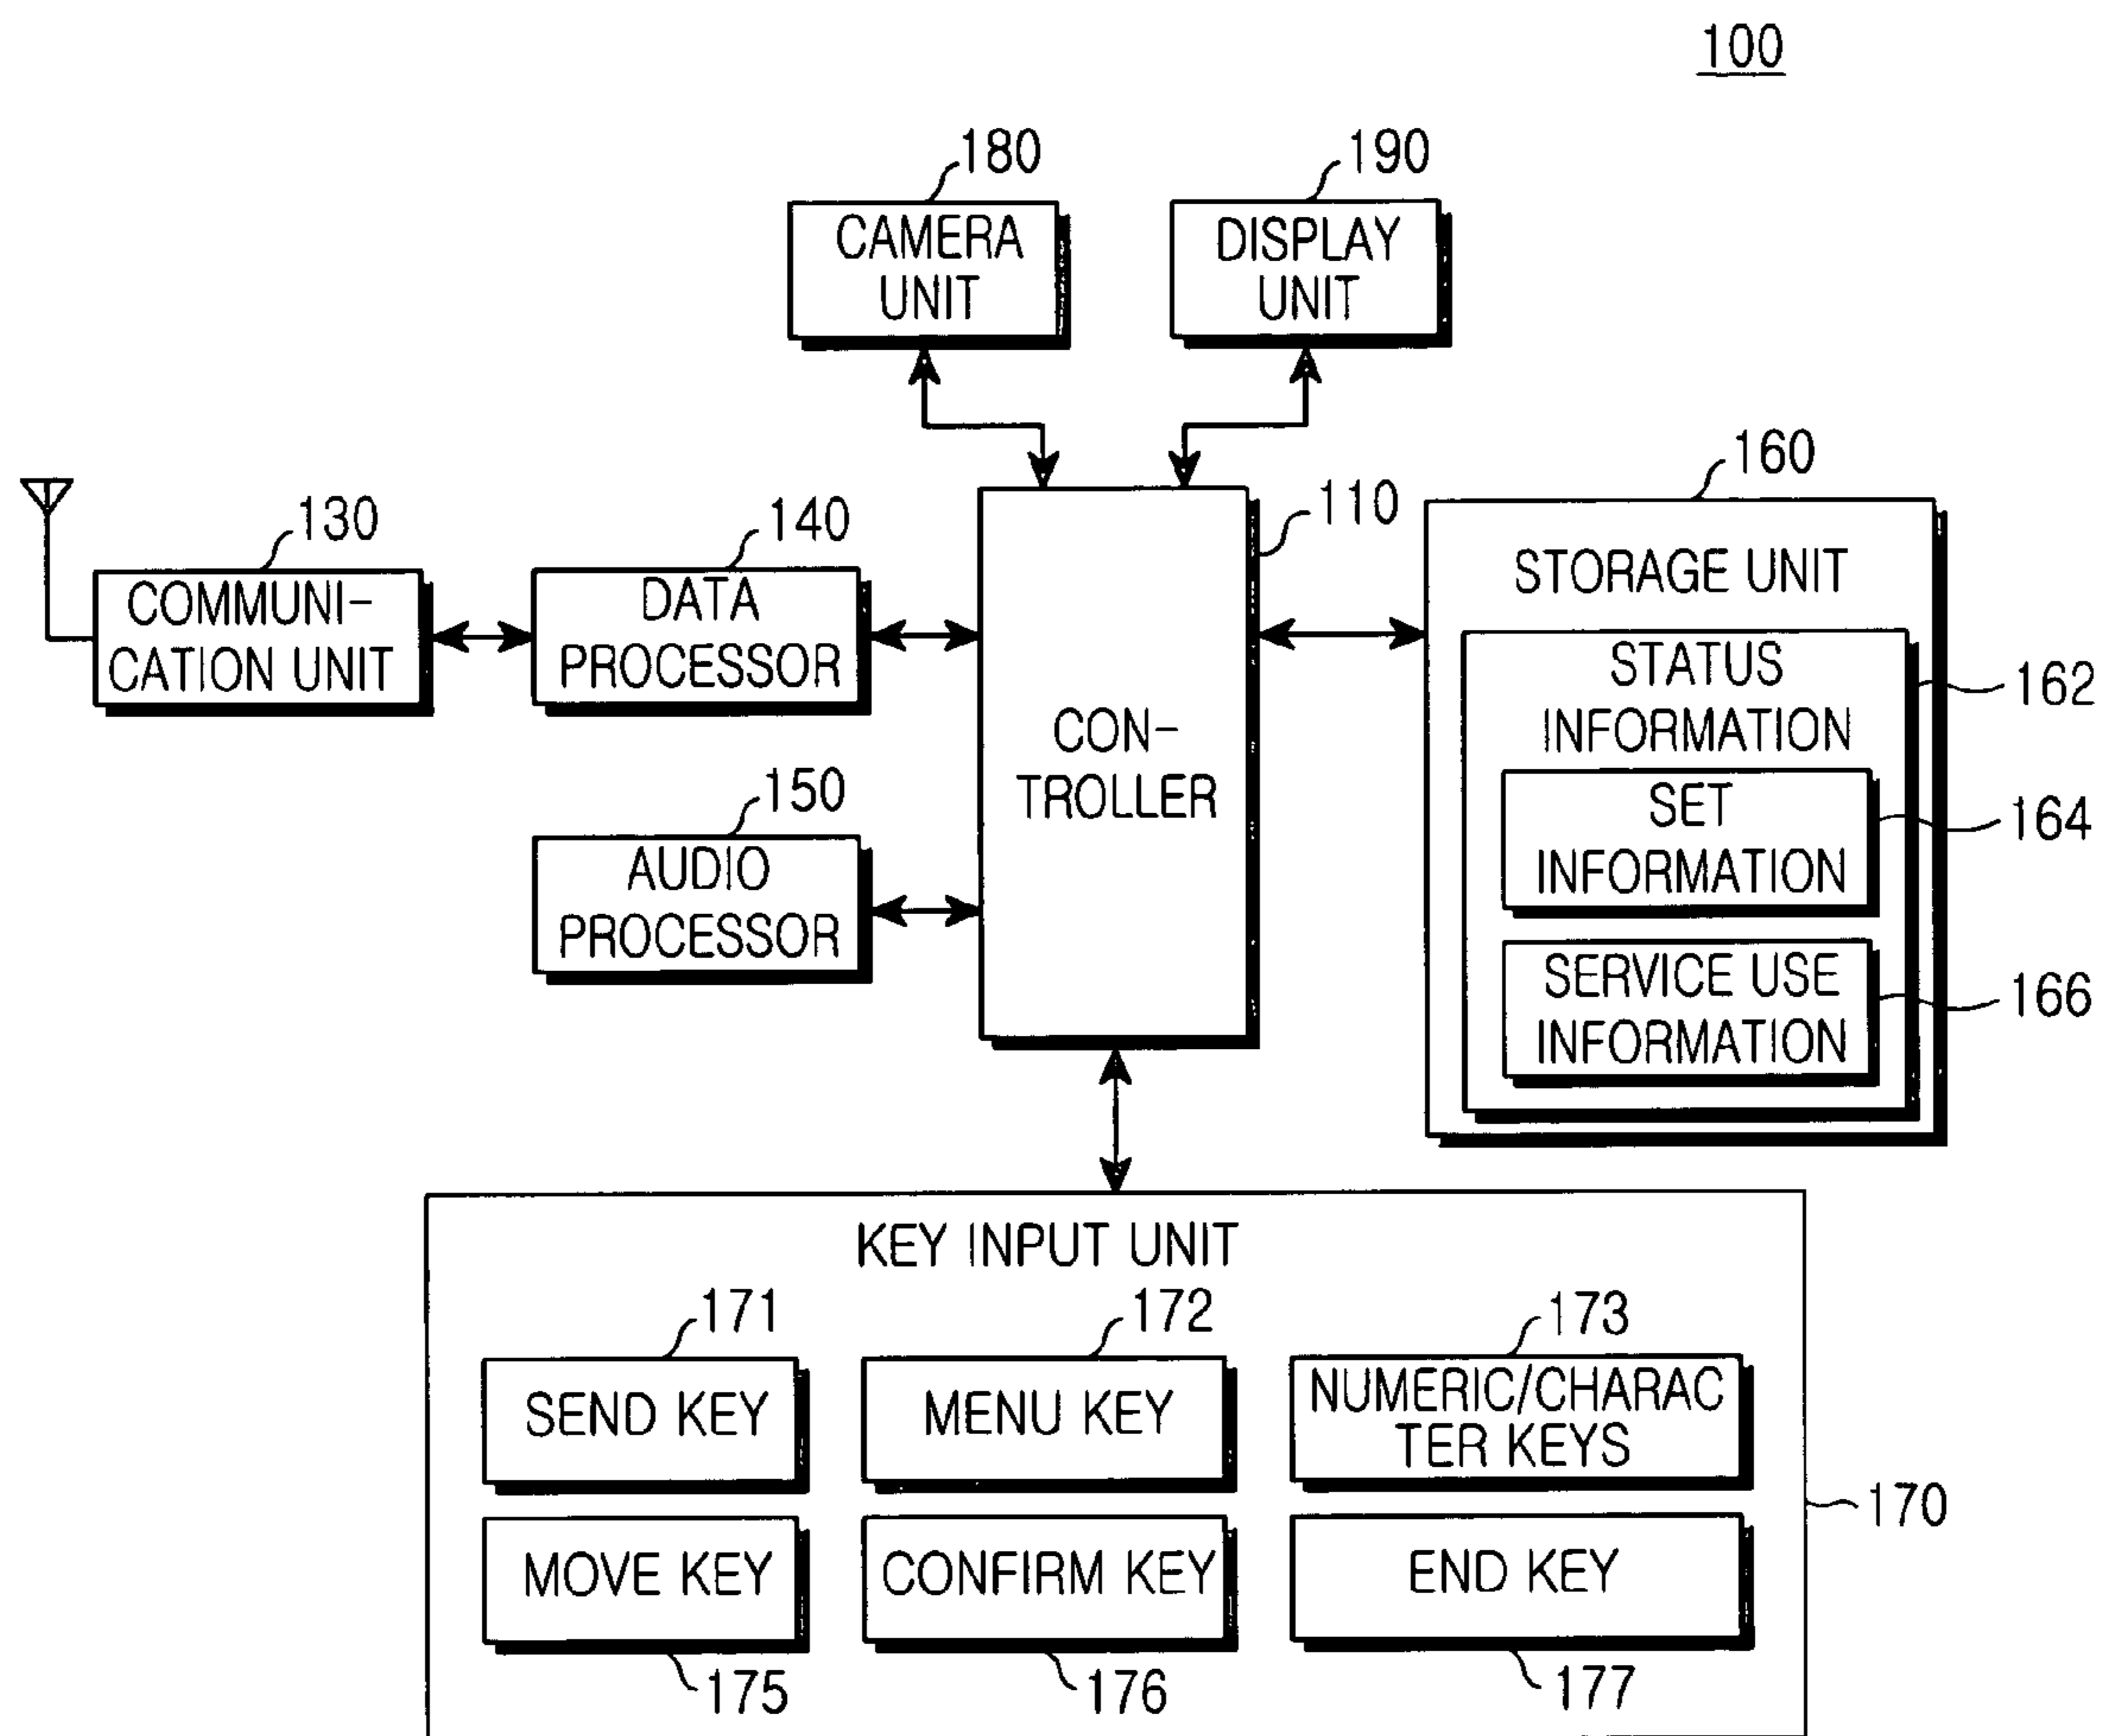 100
180
190
CAMERA
UNIT
DISPLAY
UNIT
130
COMMUNI-
CATION UNIT
140
DATA
PROCESSOR
150
AUDIO
PROCESSOR
110
CON-
TROLLER
160
STORAGE UNIT
STATUS
INFORMATION
162
SET
INFORMATION
164
SERVICE USE
INFORMATION
166
KEY INPUT UNIT
171
SEND KEY
172
MENU KEY
173
NUMERIC/CHARAC
TER KEYS
170
MOVE KEY
175
CONFIRM KEY
176
END KEY
177